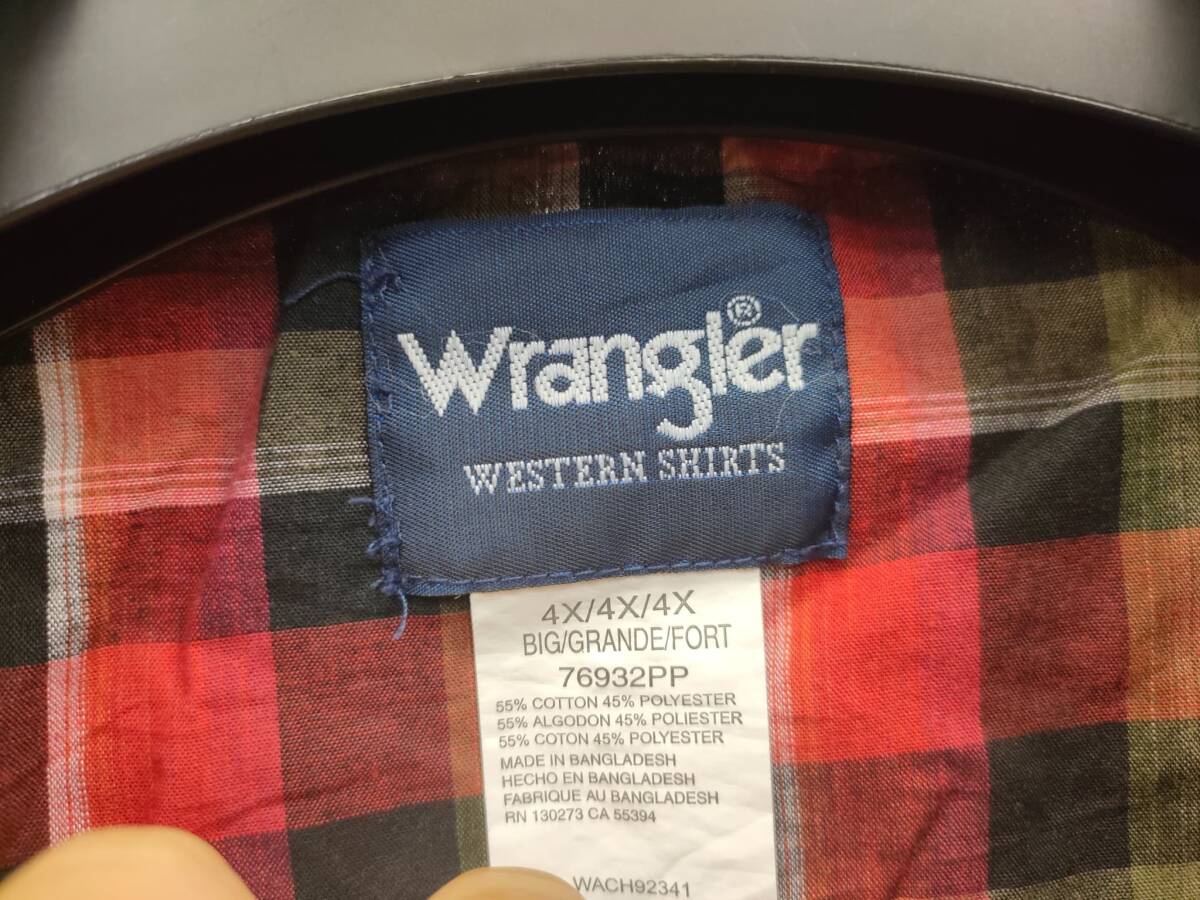 Wrangler®
WESTERN SHIRTS
4X/4X/4X
BIG/GRANDE/FORT
76932PP
55% COTTON 45% POLYESTER
55% ALGODON 45% POLIESTER
55% COTON 45% POLYESTER
MADE IN BANGLADESH
HECHO EN BANGLADESH
FABRIQUE AU BANGLADESH
RN 130273 CA 55394
WACH92341